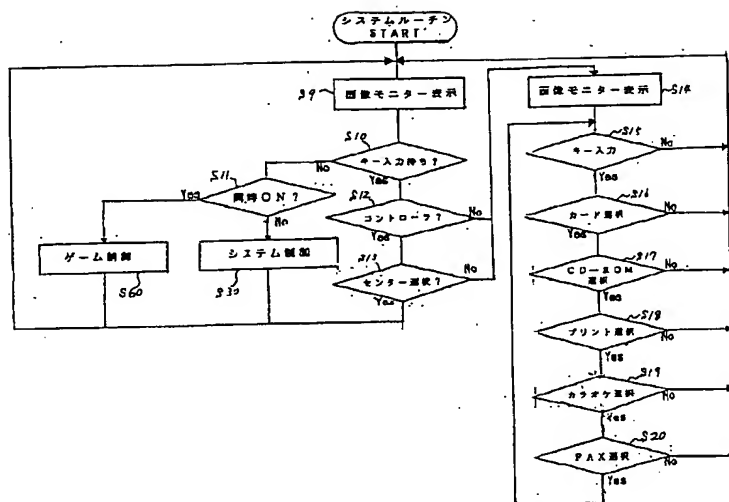 システムルーチン
START
S9
画像モニター表示
S10
キー入力待ち?
No
Yes
S11
同時ON?
Yes
No
S12
コントローラ?
No
Yes
ゲーム制御
S60
システム制御
S30
S13
センター選択?
No
Yes
画像モニター表示
S14
S15
キー入力
No
Yes
S16
カード選択
No
Yes
S17
CD-ROM
選択
No
Yes
S18
プリント選択
No
Yes
S19
カラオケ選択
No
Yes
S20
FAX選択
No
Yes